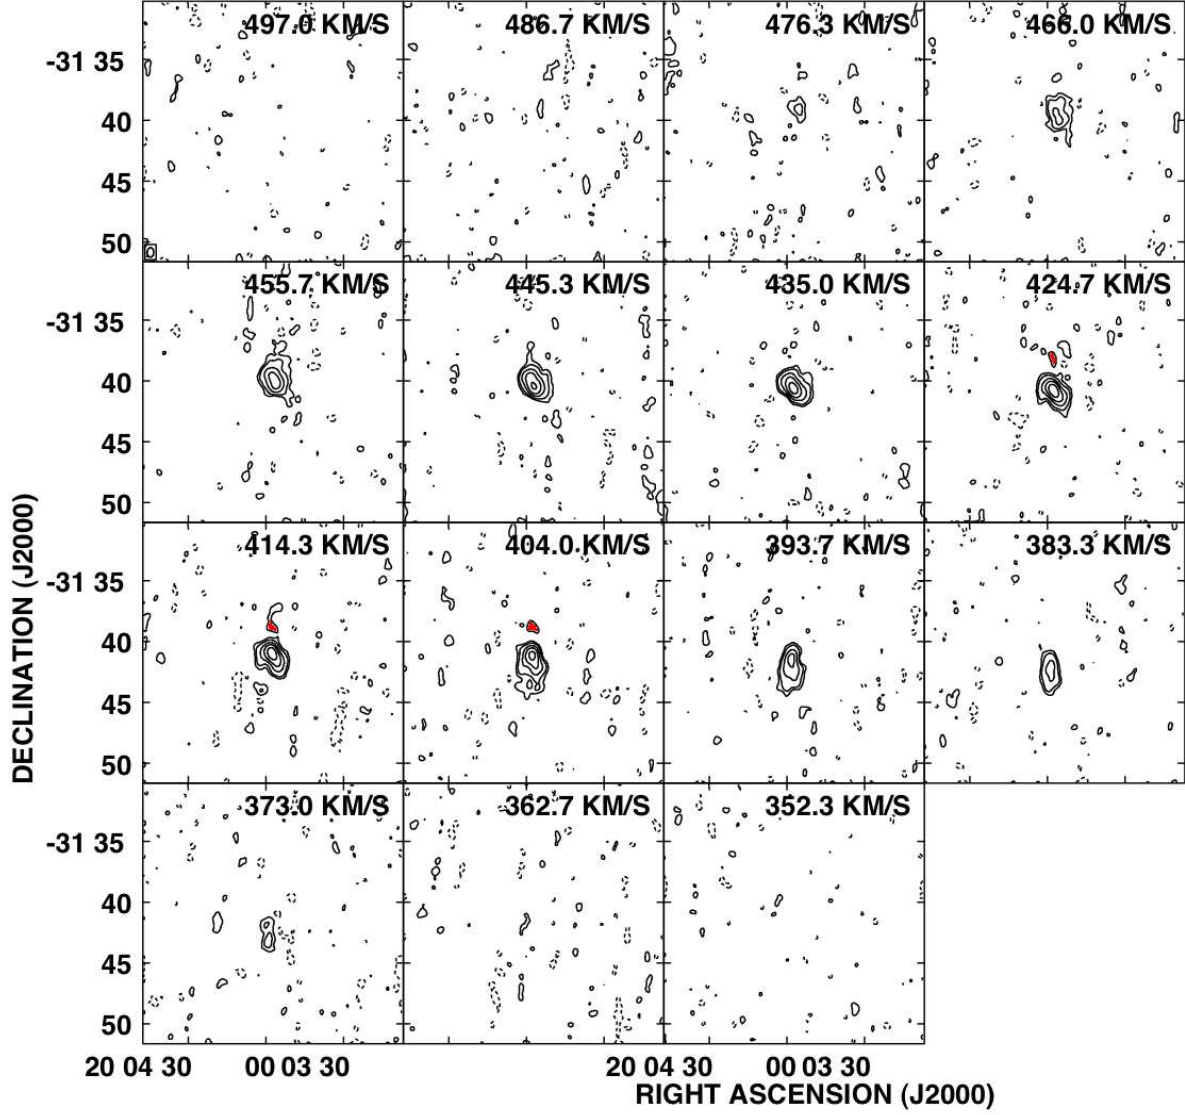 497.0 KM/S 486.7 KM/S 476.3 KM/S 466.0 KM/S
-31 35
40
45
50
455.7 KM/S 445.3 KM/S 435.0 KM/S 424.7 KM/S
-31 35
40
45
50
414.3 KM/S 404.0 KM/S 393.7 KM/S 383.3 KM/S
-31 35
40
45
50
373.0 KM/S 362.7 KM/S 352.3 KM/S
-31 35
40
45
50
20 04 30 00 03 30 20 04 30 00 03 30
RIGHT ASCENSION (J2000)
DECLINATION (J2000)